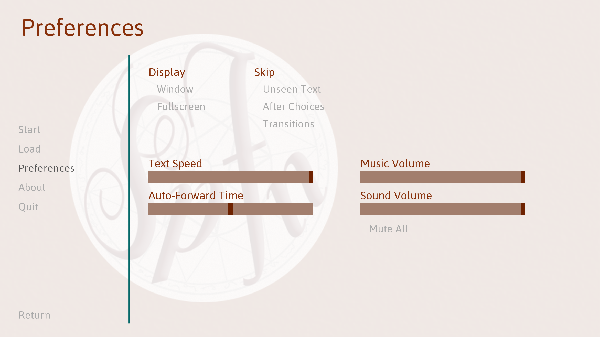 Preferences
Display
Window
Fullscreen
Skip
Unseen Text
After Choices
Transitions
Start
Load
Preferences
About
Quit
Text Speed
Auto-Forward Time
Music Volume
Sound Volume
Mute All
Return